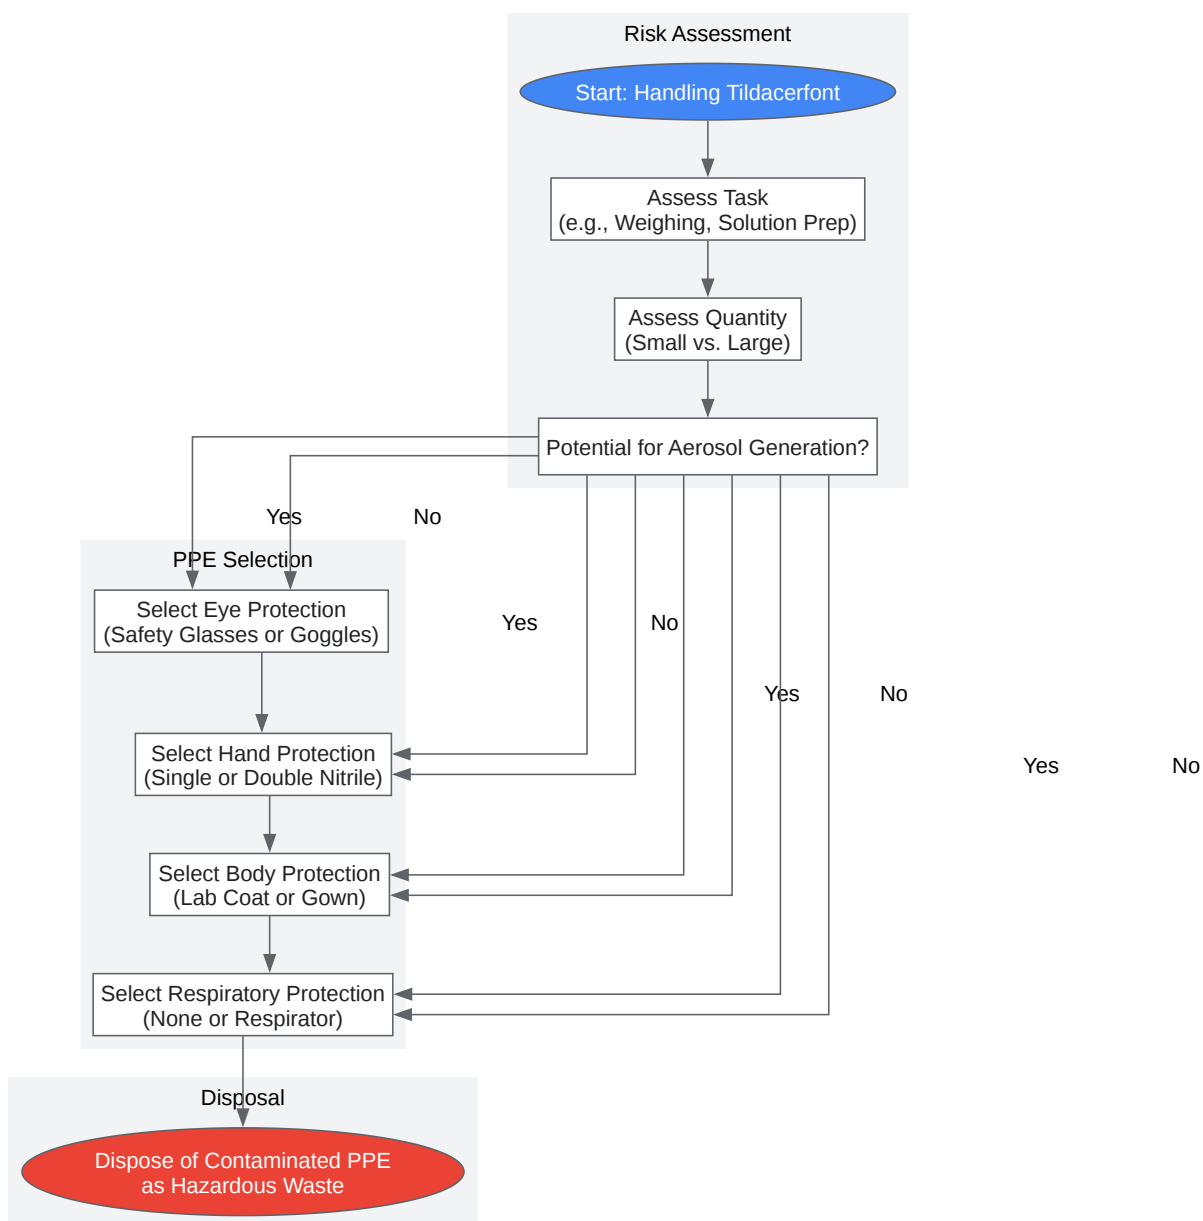 Risk Assessment
Start: Handling Tildacerfont
Assess Task
(e.g., Weighing, Solution Prep)
Assess Quantity
(Small vs. Large)
Potential for Aerosol Generation?
Yes
No
PPE Selection
Select Eye Protection
(Safety Glasses or Goggles)
Yes
No
Yes
No
Select Hand Protection
(Single or Double Nitrile)
Yes
No
Select Body Protection
(Lab Coat or Gown)
Select Respiratory Protection
(None or Respirator)
Disposal
Dispose of Contaminated PPE
as Hazardous Waste